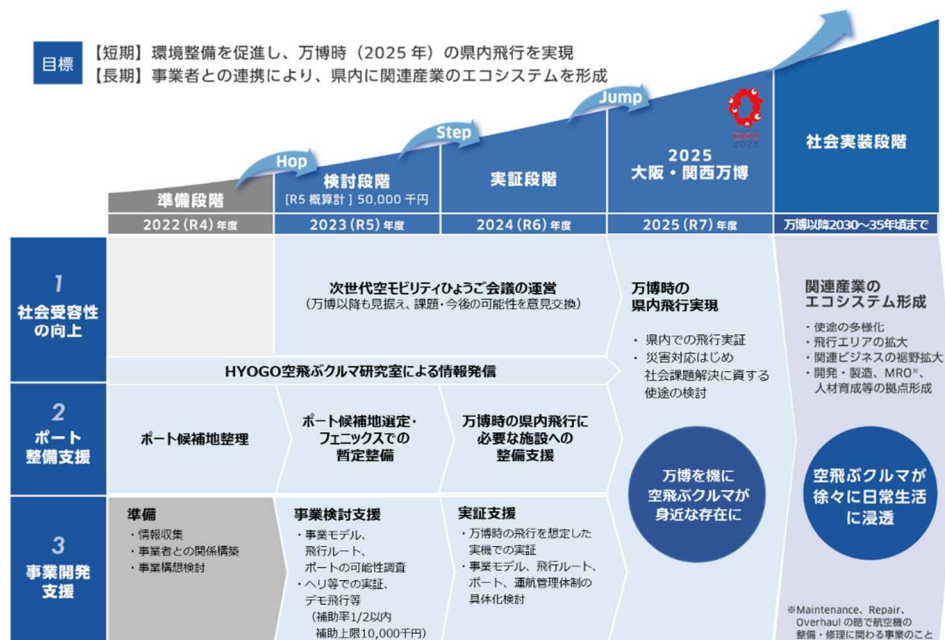 目標
【短期】環境整備を促進し、万博時（2025年）の県内飛行を実現
【長期】事業者との連携により、県内に関連産業のエコシステムを形成
Hop
Step
Jump
準備段階
検討段階
[R5 概算計] 50,000 千円
実証段階
EXPO
2025
2025
大阪・関西万博
社会実装段階
2022(R4)年度
2023(R5)年度
2024(R6)年度
2025(R7)年度
万博以降2030～35年頃まで
1
社会受容性
の向上
次世代空モビリティひょうご会議の運営
（万博以降も見据え、課題・今後の可能性を意見交換）
HYOGO空飛ぶクルマ研究室による情報発信
2
ポート
整備支援
ポート候補地整理
ポート候補地選定・
フェニックスでの
暫定整備
万博時の県内飛行に
必要な施設への
整備支援
3
事業開発
支援
準備
・情報収集
・事業者との関係構築
・事業構想検討
事業検討支援
・事業モデル、
飛行ルート、
ポートの可能性調査
・ヘリ等での実証、
デモ飛行等
（補助率1/2以内
補助上限10,000千円）
実証支援
・万博時の飛行を想定した
実機での実証
・事業モデル、飛行ルート、
ポート、運航管理体制の
具体化検討
万博時の
県内飛行実現
・県内での飛行実証
・災害対応はじめ
社会課題解決に資する
使途の検討
万博を機に
空飛ぶクルマが
身近な存在に
関連産業の
エコシステム形成
・使途の多様化
・飛行エリアの拡大
・関連ビジネスの裾野拡大
・開発・製造、MRO※、
人材育成等の拠点形成
空飛ぶクルマが
徐々に日常生活
に浸透
※Maintenance、Repair、
Overhaul の略で航空機の
整備・修理に関わる事業のこと